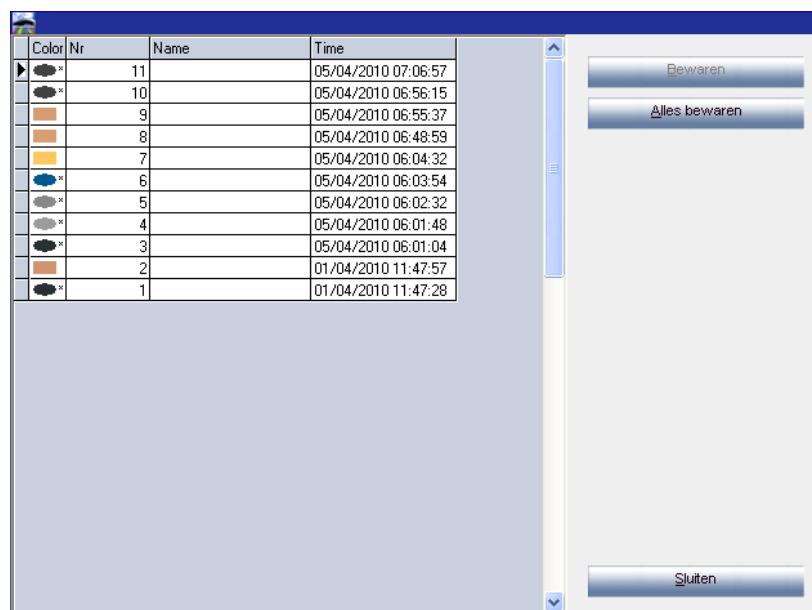 Color Nr Name Time
11 05/04/2010 07:06:57
10 05/04/2010 06:56:15
9 05/04/2010 06:55:37
8 05/04/2010 06:48:59
7 05/04/2010 06:04:32
6 05/04/2010 06:03:54
5 05/04/2010 06:02:32
4 05/04/2010 06:01:48
3 05/04/2010 06:01:04
2 01/04/2010 11:47:57
1 01/04/2010 11:47:28
Bewaren
Alles bewaren
Sluiten